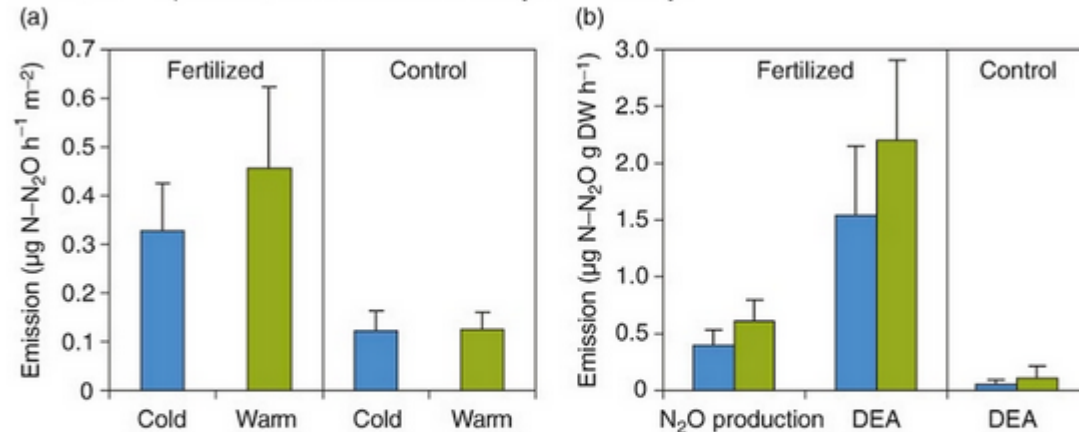 (a)
Emission (µg N–N₂O h⁻¹ m⁻²)
0.7
0.6
0.5
0.4
0.3
0.2
0.1
0
Fertilized
Control
Cold
Warm
Cold
Warm
(b)
Emission (µg N–N₂O g DW h⁻¹)
3.0
2.5
2.0
1.5
1.0
0.5
0
Fertilized
Control
N₂O production
DEA
DEA